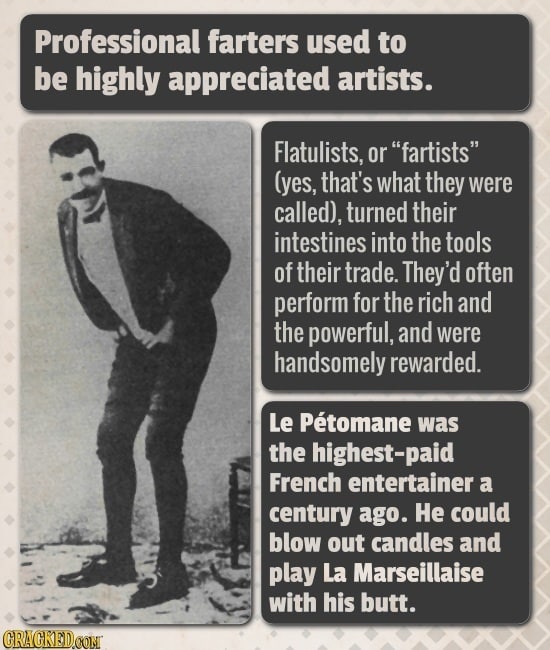 Professional farters used to
be highly appreciated artists.
Flatulists, or “fartists”
(yes, that's what they were
called), turned their
intestines into the tools
of their trade. They’d often
perform for the rich and
the powerful, and were
handsomely rewarded.
Le Pétomane was
the highest-paid
French entertainer a
century ago. He could
blow out candles and
play La Marseillaise
with his butt.
CRACKED.COM